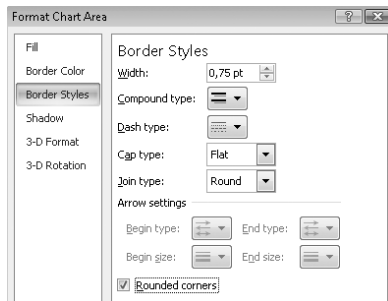 Format Chart Area
Fill
Border Color
Border Styles
Shadow
3-D Format
3-D Rotation
Border Styles
Width: 0,75 pt
Compound type:
Dash type:
Cap type: Flat
Join type: Round
Arrow settings
Begin type: End type:
Begin size: End size:
Rounded corners